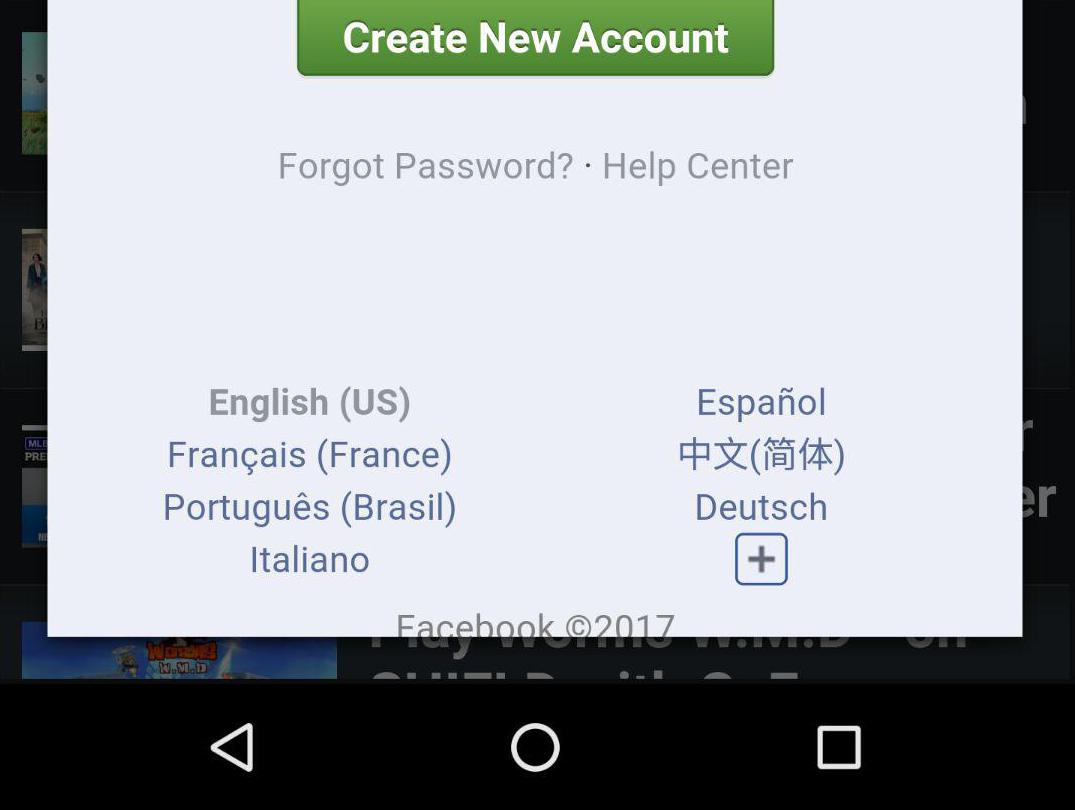 Create New Account
Forgot Password? · Help Center
English (US) Español
Français (France) 中文(简体)
Português (Brasil) Deutsch
Italiano +
Facebook ©2017
Play Worms W.M.D on
WORMS
W.M.D